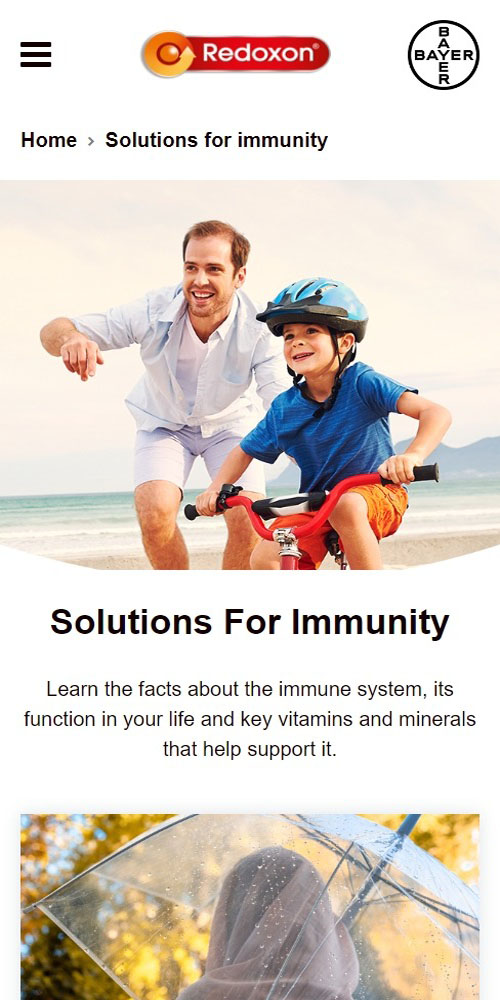 Redoxon®
BAYER
BAYER
Home › Solutions for immunity
Solutions For Immunity
Learn the facts about the immune system, its
function in your life and key vitamins and minerals
that help support it.